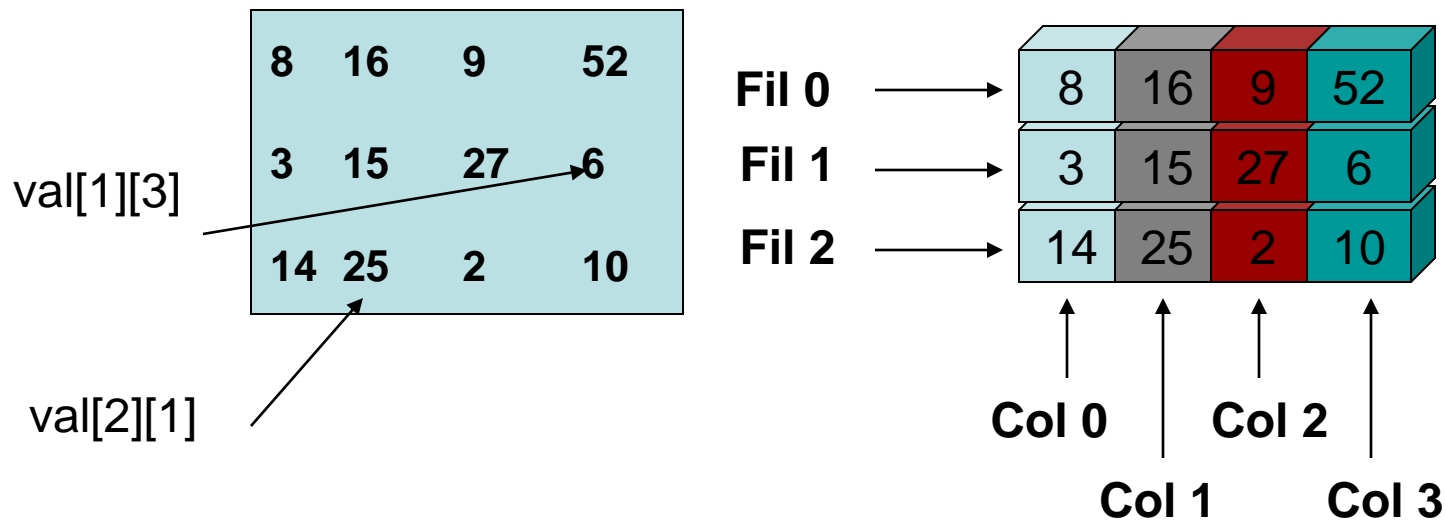 8 16 9 52
3 15 27 6
14 25 2 10
val[1][3]
val[2][1]
Fil 0 8 16 9 52
Fil 1 3 15 27 6
Fil 2 14 25 2 10
Col 0 Col 2
Col 1 Col 3